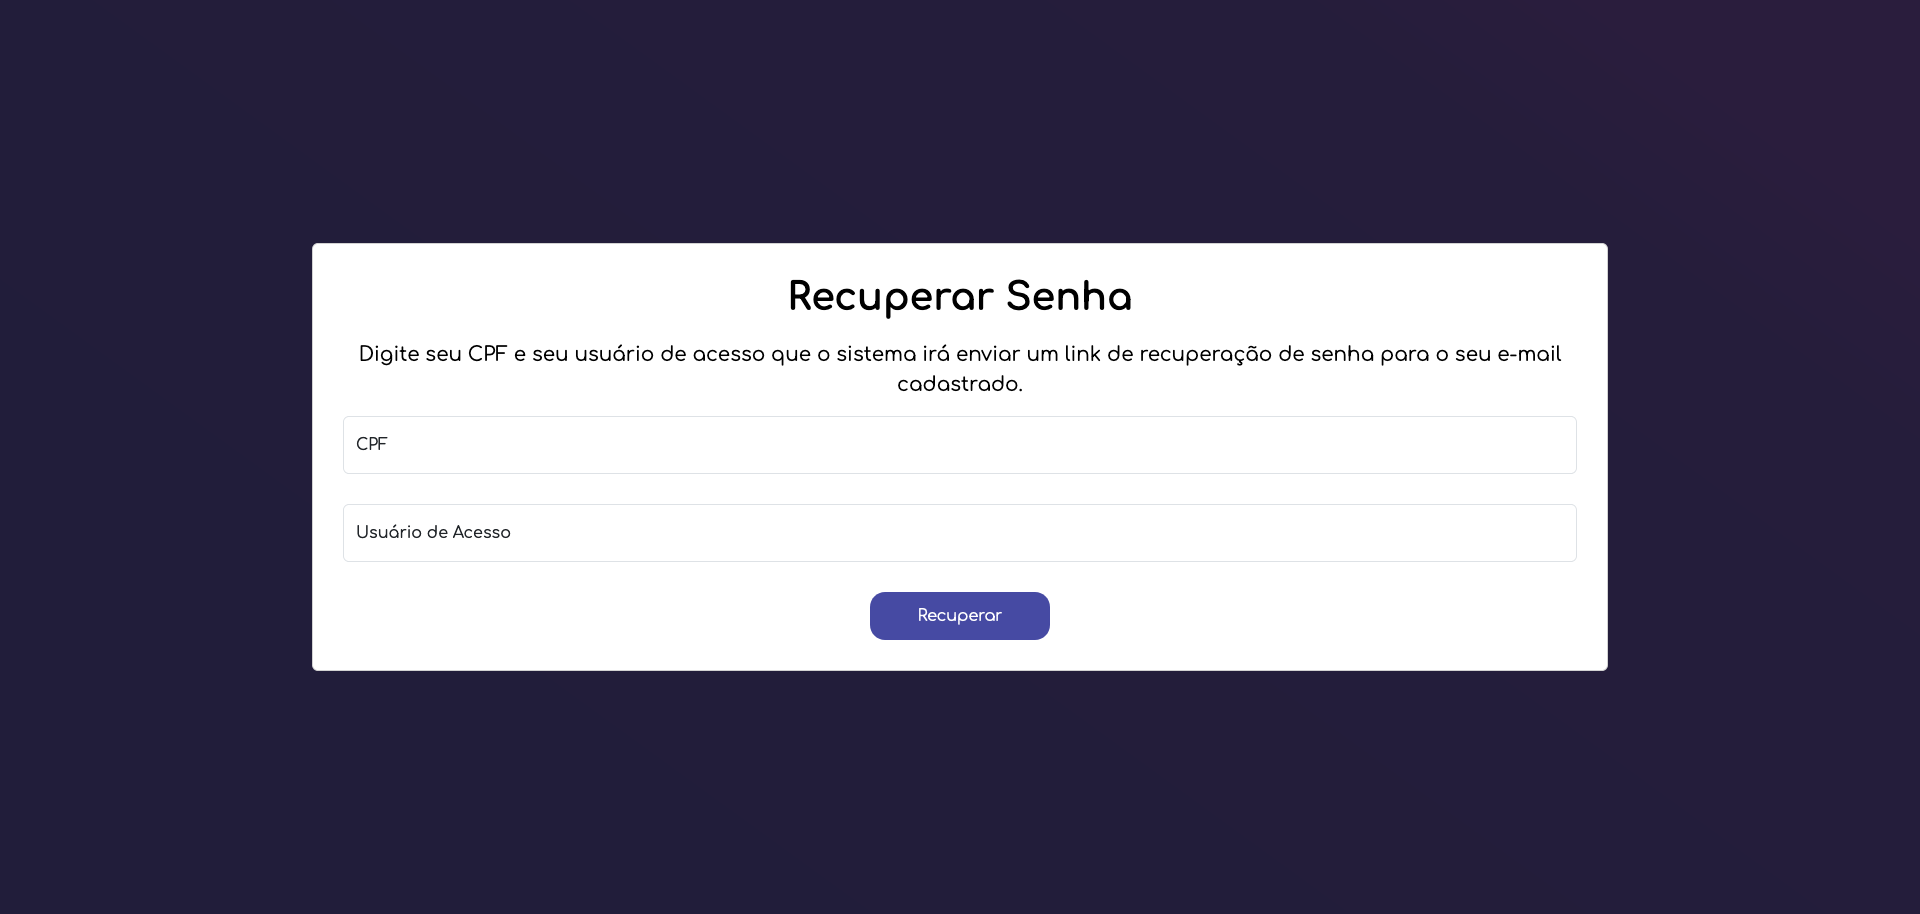 Recuperar Senha
Digite seu CPF e seu usuário de acesso que o sistema irá enviar um link de recuperação de senha para o seu e-mail
cadastrado.
CPF
Usuário de Acesso
Recuperar